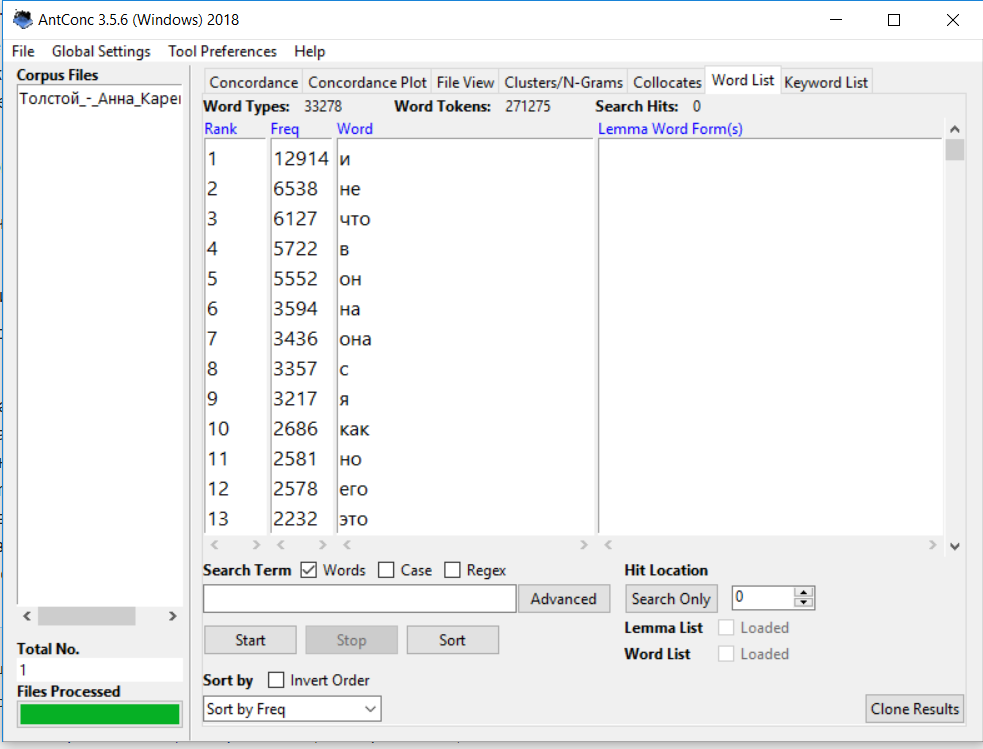 AntConc 3.5.6 (Windows) 2018
File Global Settings Tool Preferences Help
Corpus Files
Толстой_-_Анна_Каре
Concordance Concordance Plot File View Clusters/N-Grams Collocates Word List Keyword List
Word Types: 33278 Word Tokens: 271275 Search Hits: 0
Rank Freq Word Lemma Word Form(s)
1 12914 и
2 6538 не
3 6127 что
4 5722 в
5 5552 он
6 3594 на
7 3436 она
8 3357 с
9 3217 я
10 2686 как
11 2581 но
12 2578 его
13 2232 это
Search Term Words Case Regex Hit Location
Advanced Search Only 0
Start Stop Sort Lemma List Loaded
Word List Loaded
Total No.
1
Files Processed
Sort by Invert Order
Sort by Freq Clone Results